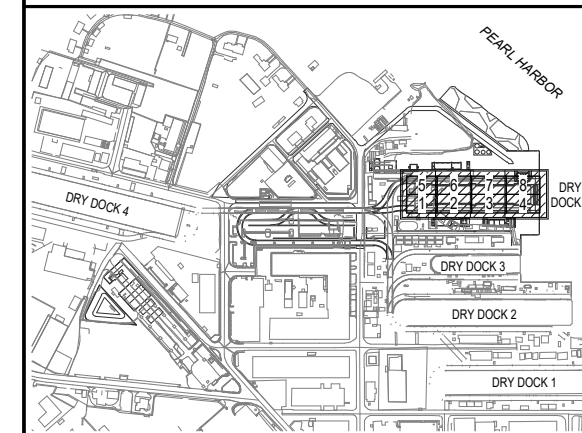 PEARL HARBOR
5 6 7 8
1 2 3 4
DRY
DOCK
DRY DOCK 4
DRY DOCK 3
DRY DOCK 2
DRY DOCK 1